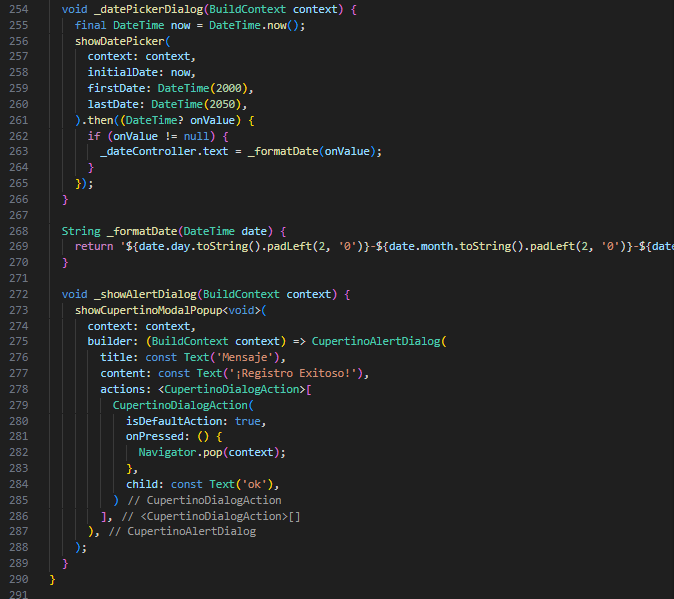 254 void _datePickerDialog(BuildContext context) {
255 final DateTime now = DateTime.now();
256 showDatePicker(
257 context: context,
258 initialDate: now,
259 firstDate: DateTime(2000),
260 lastDate: DateTime(2050),
261 ).then((DateTime? onValue) {
262 if (onValue != null) {
263 _dateController.text = _formatDate(onValue);
264 }
265 });
266 }
267
268 String _formatDate(DateTime date) {
269 return '${date.day.toString().padLeft(2, '0')}-${date.month.toString().padLeft(2, '0')}-${date
270 }
271
272 void _showAlertDialog(BuildContext context) {
273 showCupertinoModalPopup<void>(
274 context: context,
275 builder: (BuildContext context) => CupertinoAlertDialog(
276 title: const Text('Mensaje'),
277 content: const Text('¡Registro Exitoso!'),
278 actions: <CupertinoDialogAction>[
279 CupertinoDialogAction(
280 isDefaultAction: true,
281 onPressed: () {
282 Navigator.pop(context);
283 },
284 child: const Text('ok'),
285 ) // CupertinoDialogAction
286 ], // <CupertinoDialogAction>[]
287 ), // CupertinoAlertDialog
288 );
289 }
290 }
291